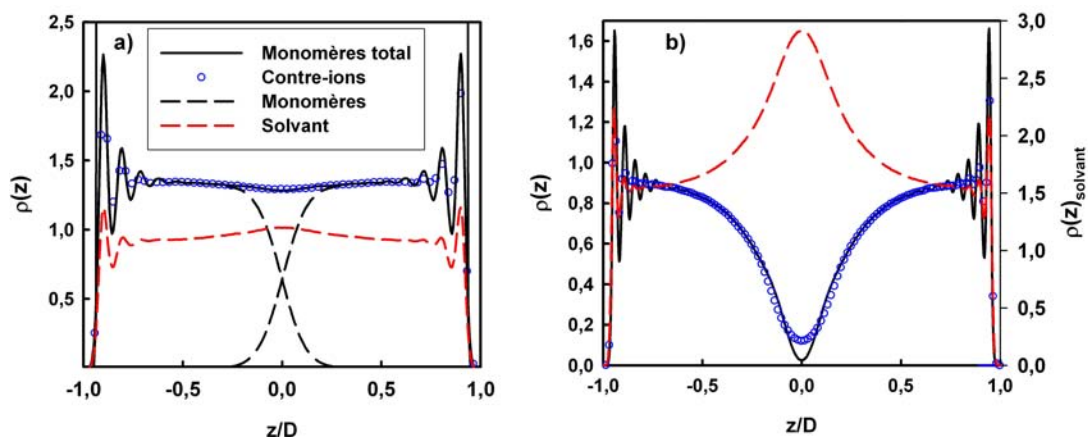 a)
Monomères total
Contre-ions
Monomères
Solvant
ρ(z)
2,5
2,0
1,5
1,0
0,5
-1,0 -0,5 0,0 0,5 1,0
z/D
b)
1,6
1,4
1,2
1,0
0,8
0,6
0,4
0,2
0,0
ρ(z)
3,0
2,5
2,0
1,5
1,0
0,5
0,0
ρ(z)solvant
-1,0 -0,5 0,0 0,5 1,0
z/D